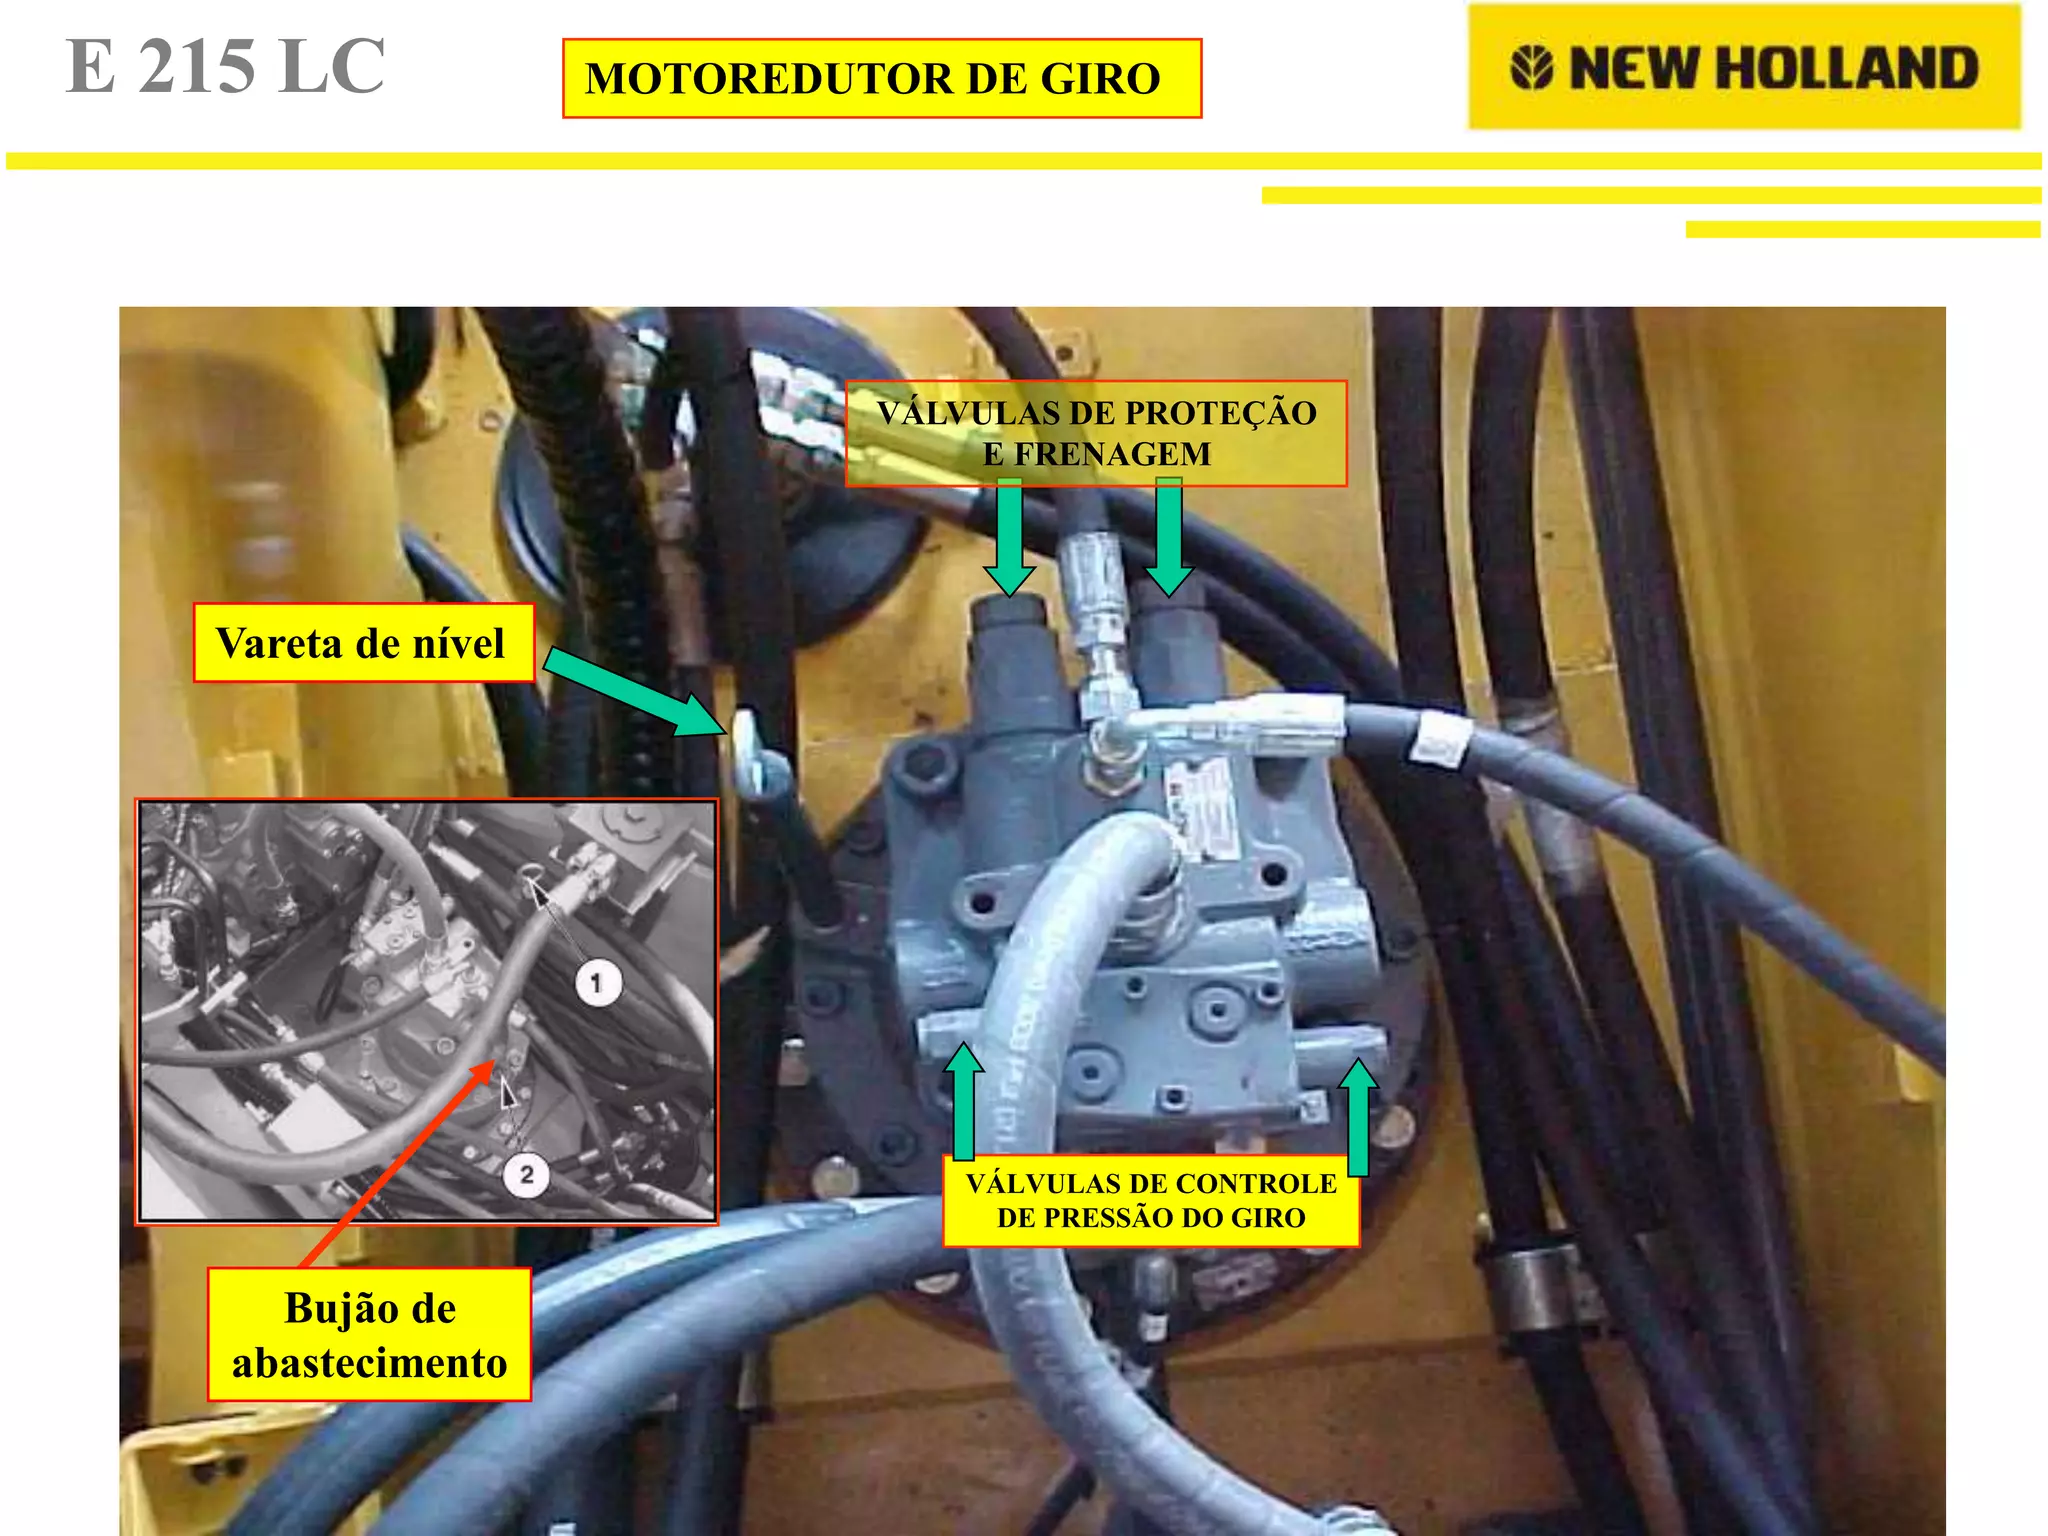 E 215 LC
MOTOREDUTOR DE GIRO
NEW HOLLAND
VÁLVULAS DE PROTEÇÃO
E FRENAGEM
Vareta de nível
1
2
VÁLVULAS DE CONTROLE
DE PRESSÃO DO GIRO
Bujão de
abastecimento